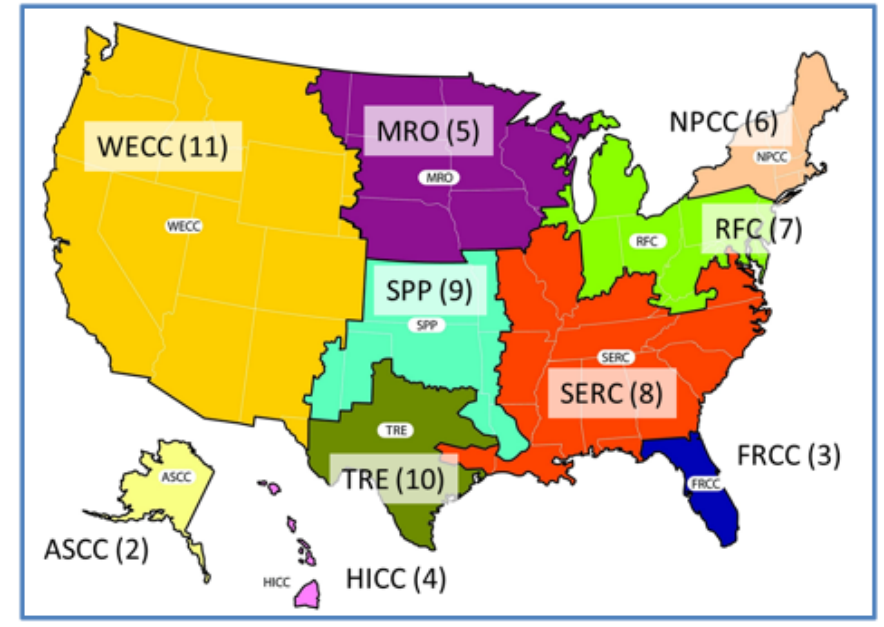 NPCC (6)
MRO (5)
WECC (11)
NPCC
MRO
WECC
RFC (7)
RFC
SPP (9)
SPP
SERC
SERC (8)
TRE
FRCC (3)
TRE (10)
ASCC
FRCC
ASCC (2)
HICC
HICC (4)